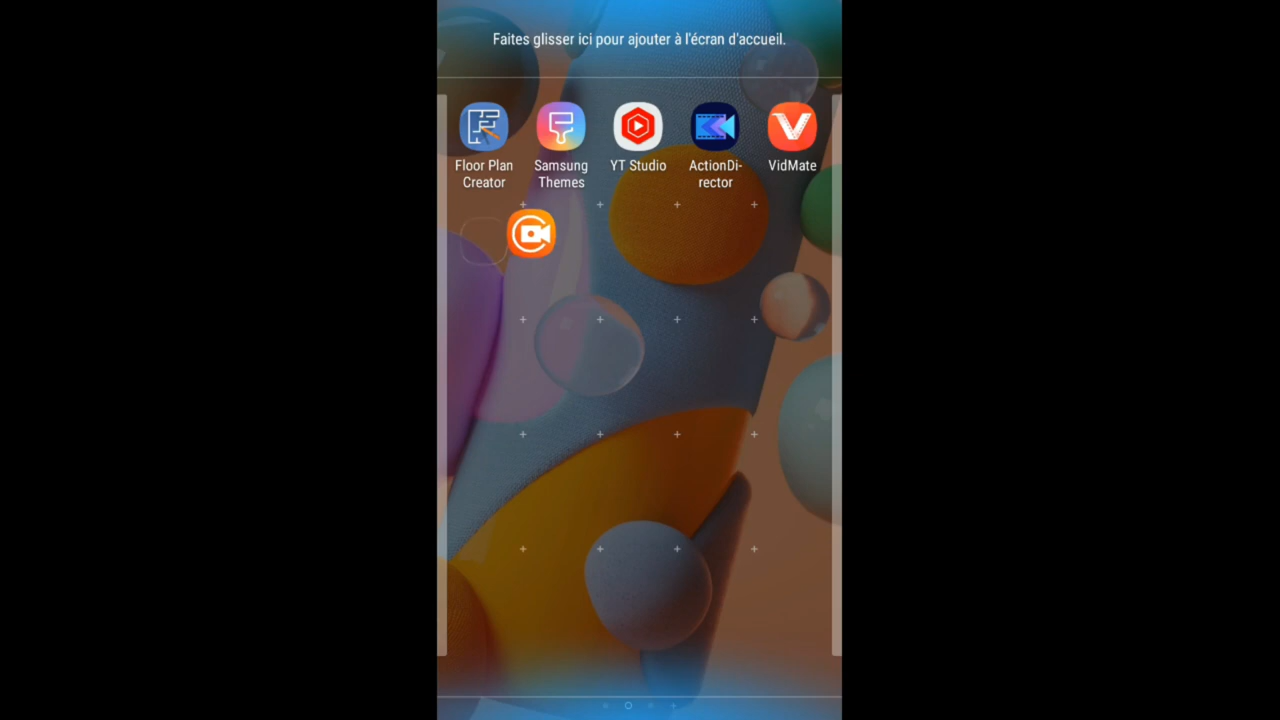 Faites glisser ici pour ajouter à l'écran d'accueil.
Floor Plan
Creator
Samsung
Themes
YT Studio
ActionDi-
rector
VidMate